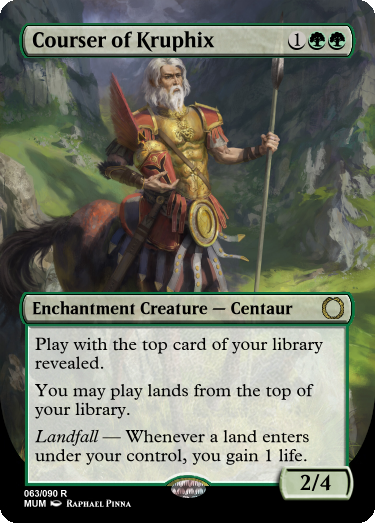 Courser of Kruphix 1
Enchantment Creature — Centaur
Play with the top card of your library
revealed.
You may play lands from the top of
your library.
Landfall — Whenever a land enters
under your control, you gain 1 life.
2/4
063/090 R
MUM Raphael Pinna